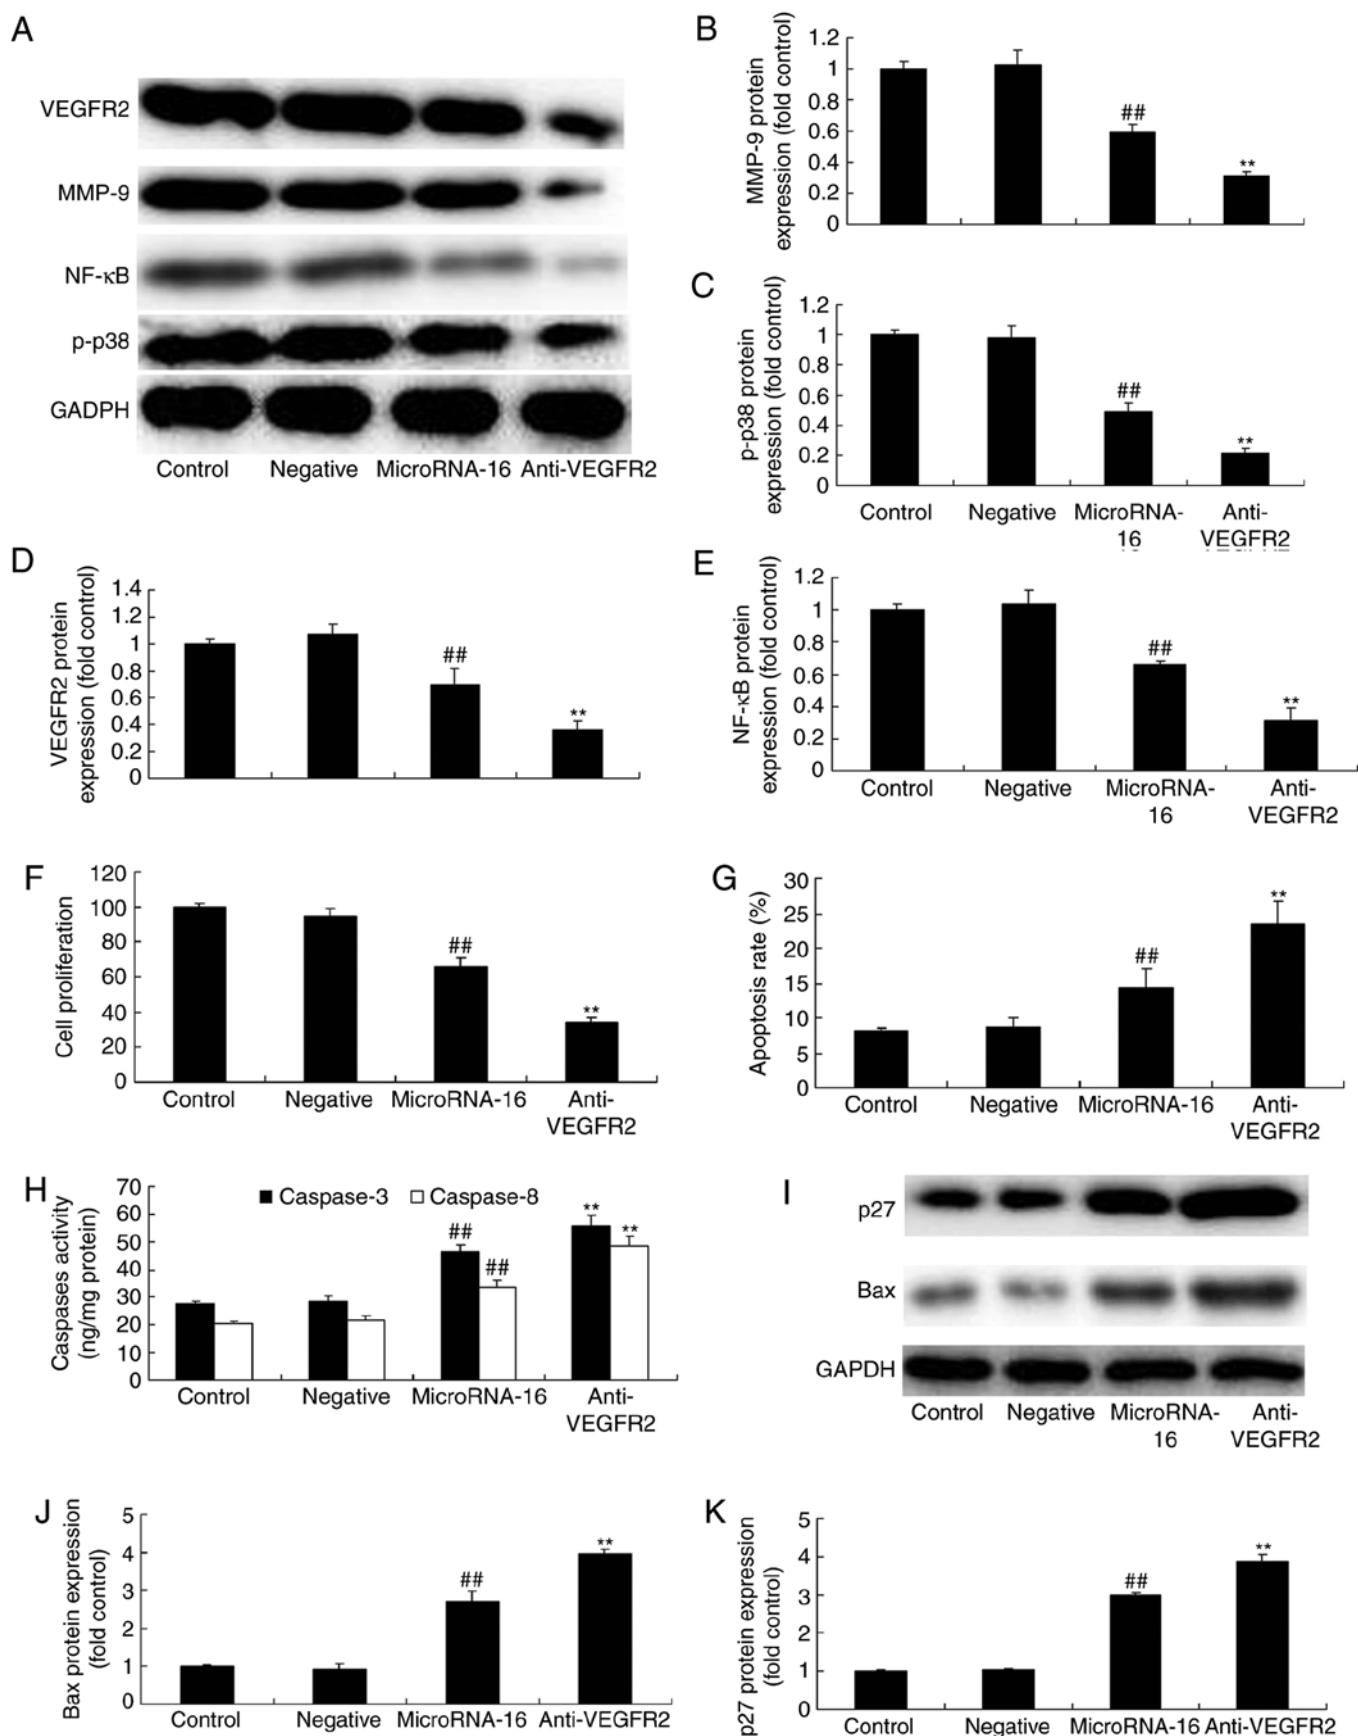 A
VEGFR2
MMP-9
NF-κB
p-p38
GADPH
Control Negative MicroRNA-16 Anti-VEGFR2
B
MMP-9 protein
expression (fold control)
1.2
1
0.8
0.6
0.4
0.2
0
##
**
C
p-p38 protein
expression (fold control)
1.2
1
0.8
0.6
0.4
0.2
0
##
**
Control Negative MicroRNA- Anti-
16 VEGFR2
D
VEGFR2 protein
expression (fold control)
1.4
1.2
1
0.8
0.6
0.4
0.2
0
##
**
E
NF-κB protein
expression (fold control)
1.2
1
0.8
0.6
0.4
0.2
0
##
**
Control Negative MicroRNA- Anti-
16 VEGFR2
F
Cell proliferation
120
100
80
60
40
20
0
##
**
Control Negative MicroRNA-16 Anti-
VEGFR2
G
Apoptosis rate (%)
30
25
20
15
10
5
0
##
**
Control Negative MicroRNA-16 Anti-
VEGFR2
H
Caspases activity
(ng/mg protein)
70
60
50
40
30
20
10
0
Caspase-3 Caspase-8
##
##
**
**
Control Negative MicroRNA-16 Anti-
VEGFR2
I
p27
Bax
GAPDH
Control Negative MicroRNA- Anti-
16 VEGFR2
J
Bax protein expression
(fold control)
5
4
3
2
1
0
##
**
Control Negative MicroRNA-16 Anti-VEGFR2
K
p27 protein expression
(fold control)
5
4
3
2
1
0
##
**
Control Negative MicroRNA-16 Anti-VEGFR2